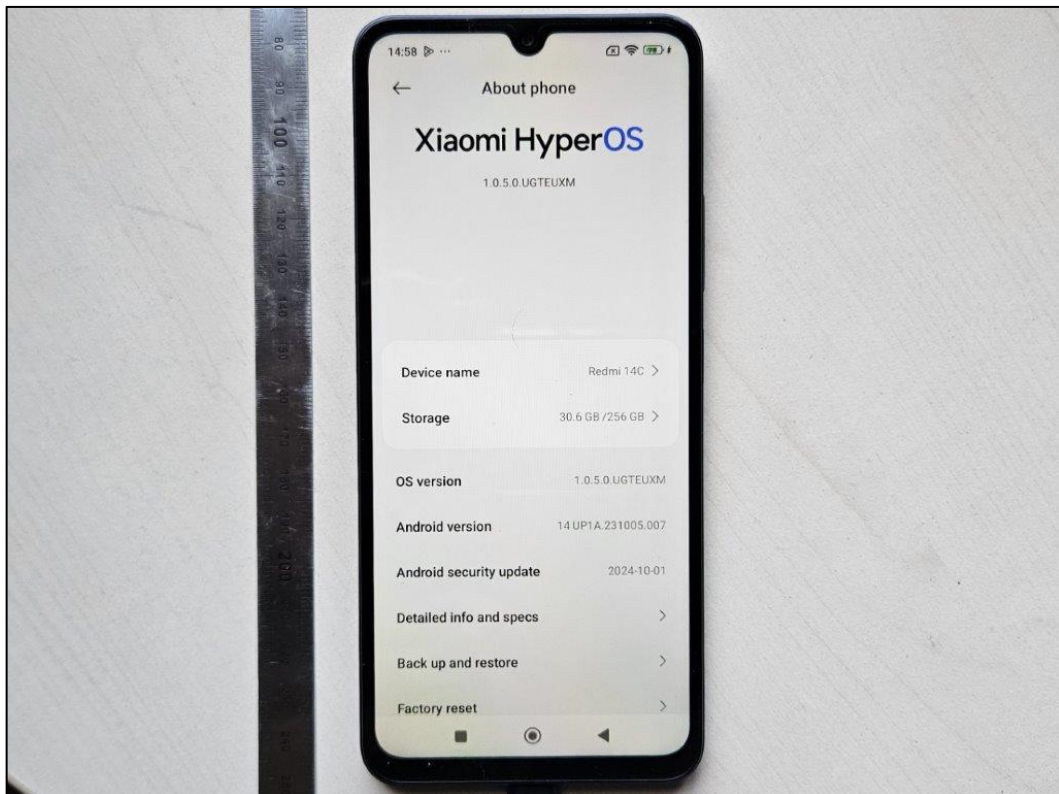 14:58
About phone
Xiaomi HyperOS
1.0.5.0.UGTEUXM
Device name Redmi 14C
Storage 30.6 GB /256 GB
OS version 1.0.5.0.UGTEUXM
Android version 14 UP1A.231005.007
Android security update 2024-10-01
Detailed info and specs
Back up and restore
Factory reset
80
90
100
110
120
130
140
150
170
200